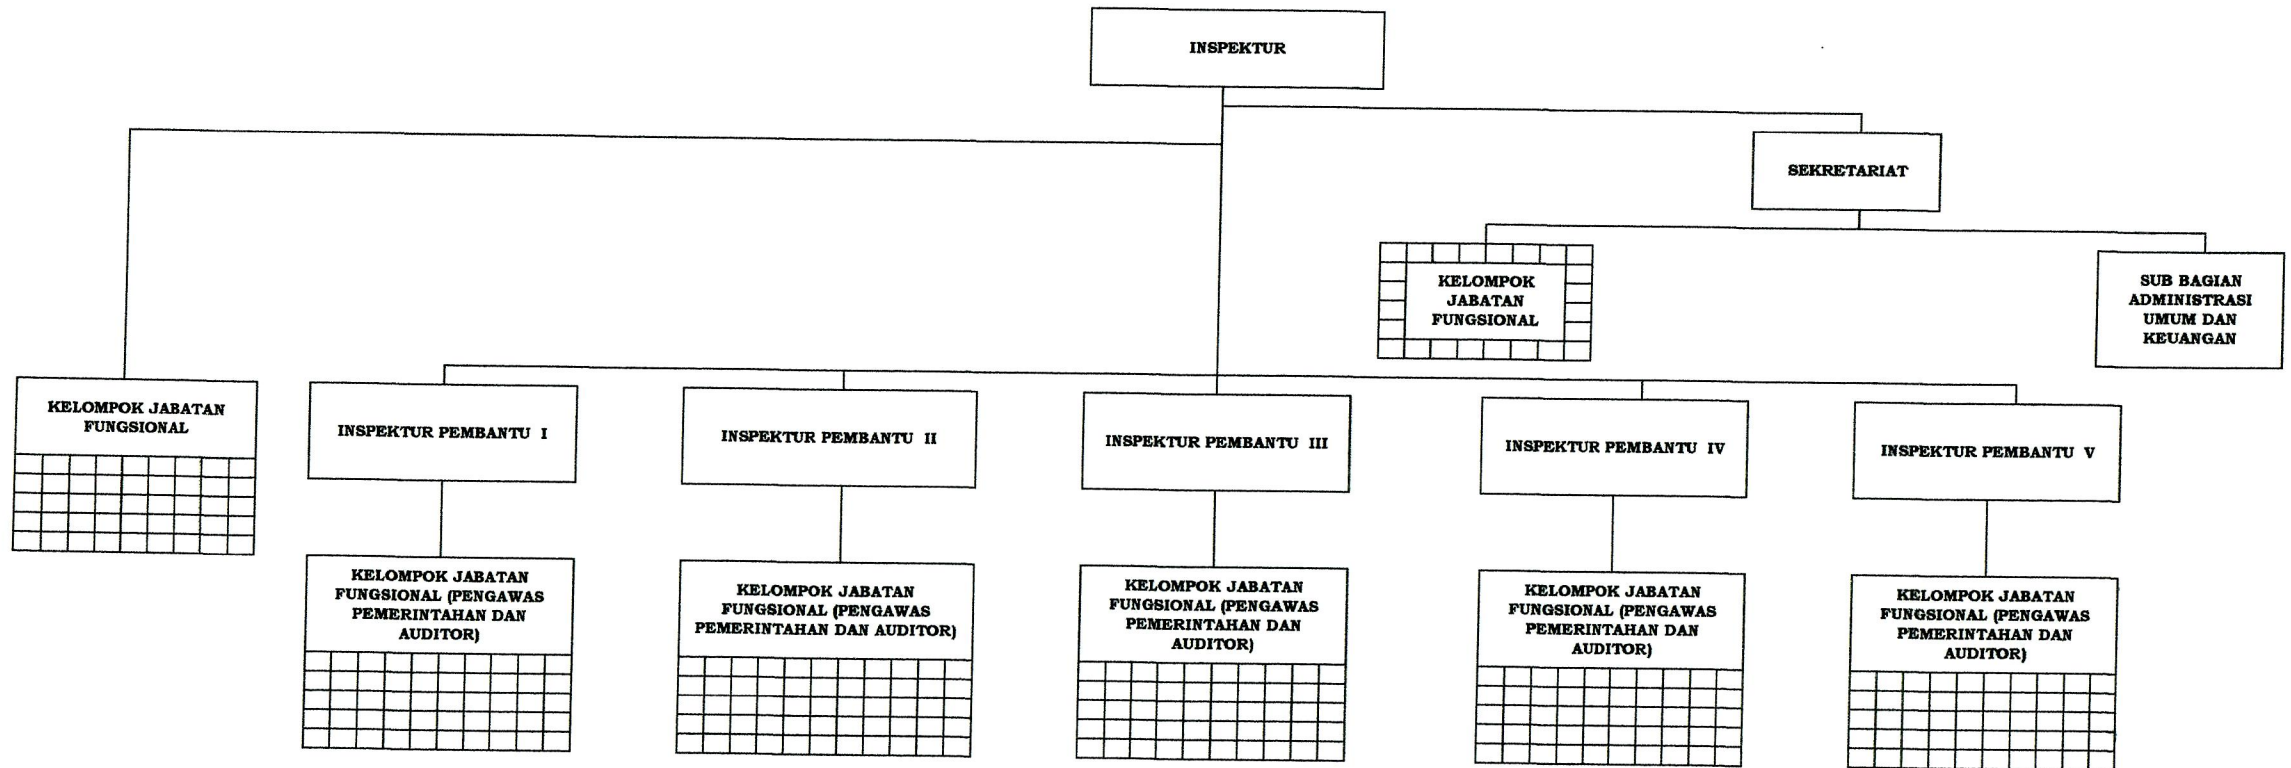 INSPEKTUR
SEKRETARIAT
KELOMPOK
JABATAN
FUNGSIONAL
SUB BAGIAN
ADMINISTRASI
UMUM DAN
KEUANGAN
KELOMPOK JABATAN
FUNGSIONAL
INSPEKTUR PEMBANTU I
INSPEKTUR PEMBANTU II
INSPEKTUR PEMBANTU III
INSPEKTUR PEMBANTU IV
INSPEKTUR PEMBANTU V
KELOMPOK JABATAN
FUNGSIONAL (PENGAWAS
PEMERINTAHAN DAN
AUDITOR)
KELOMPOK JABATAN
FUNGSIONAL (PENGAWAS
PEMERINTAHAN DAN AUDITOR)
KELOMPOK JABATAN
FUNGSIONAL (PENGAWAS
PEMERINTAHAN DAN
AUDITOR)
KELOMPOK JABATAN
FUNGSIONAL (PENGAWAS
PEMERINTAHAN DAN
AUDITOR)
KELOMPOK JABATAN
FUNGSIONAL (PENGAWAS
PEMERINTAHAN DAN
AUDITOR)